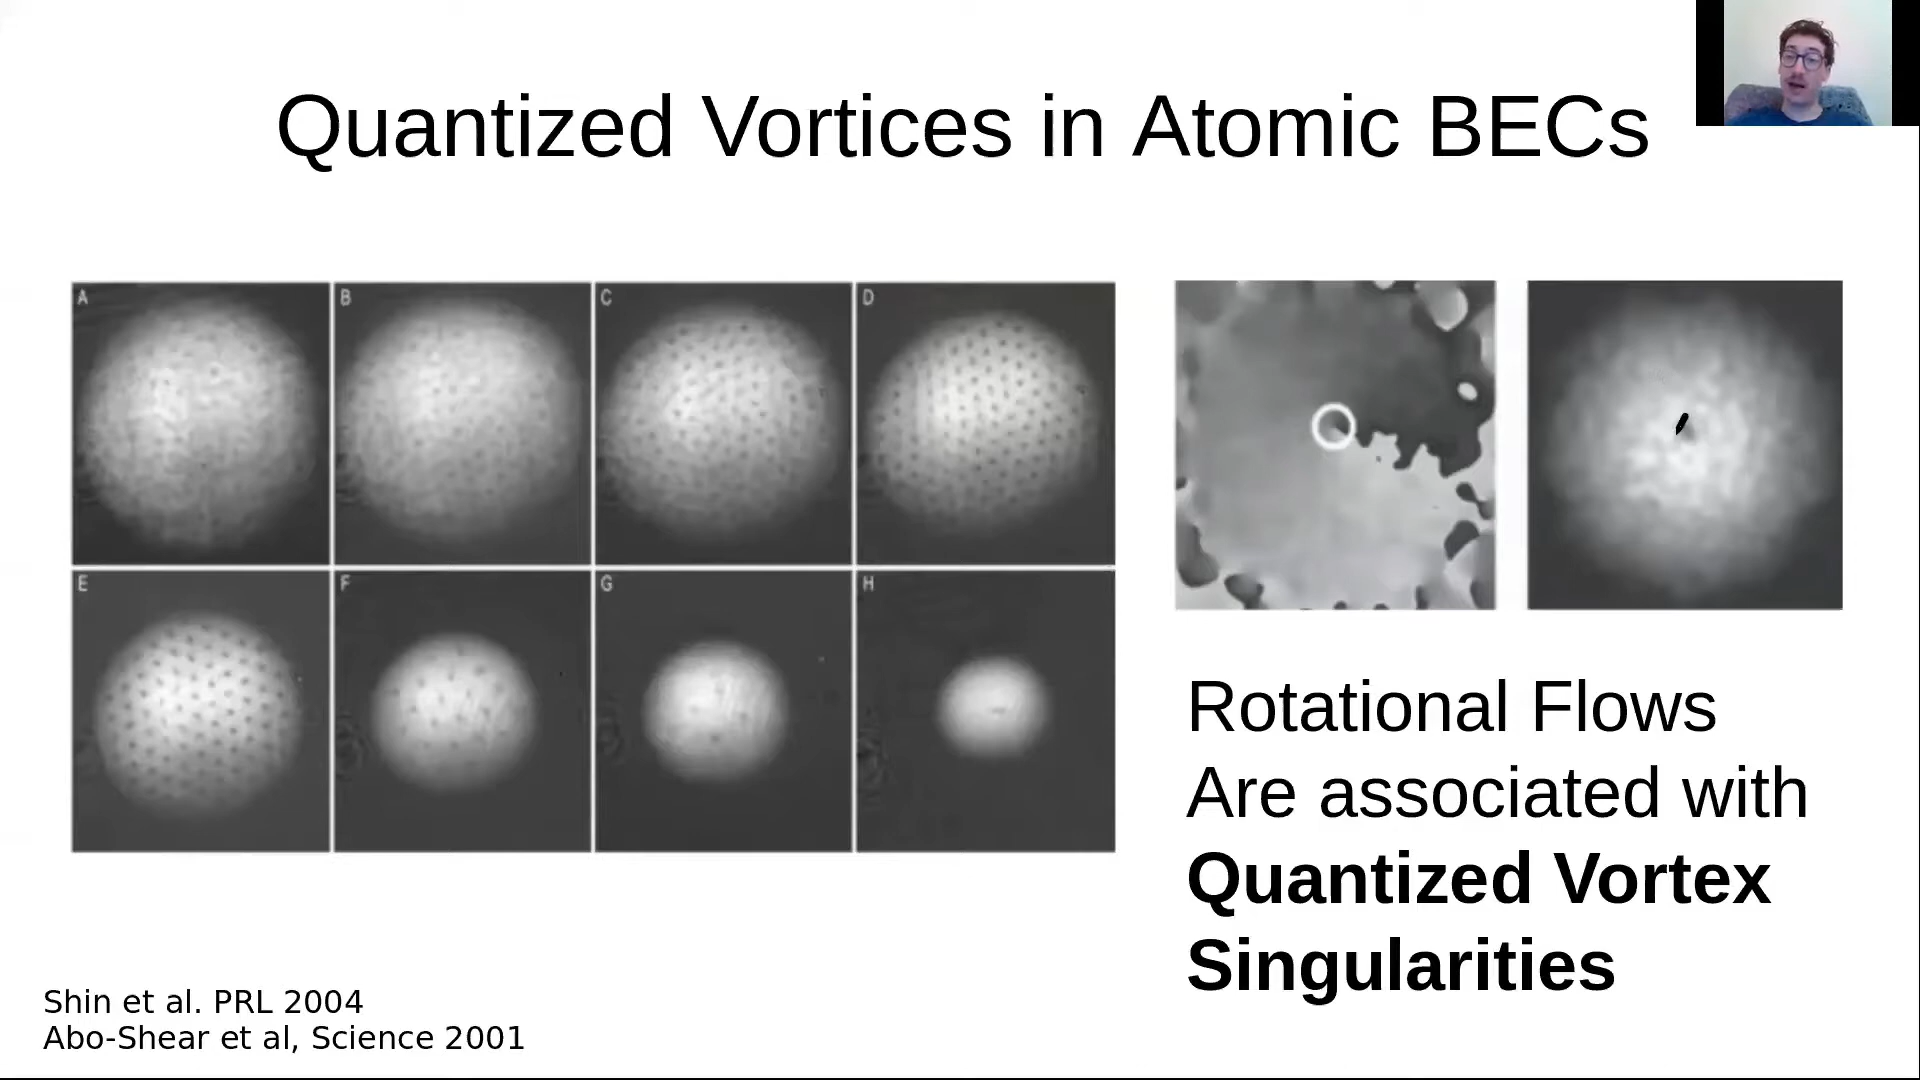 Quantized Vortices in Atomic BECs
A
B
C
D
E
F
G
H
Rotational Flows
Are associated with
Quantized Vortex
Singularities
Shin et al. PRL 2004
Abo-Shear et al, Science 2001